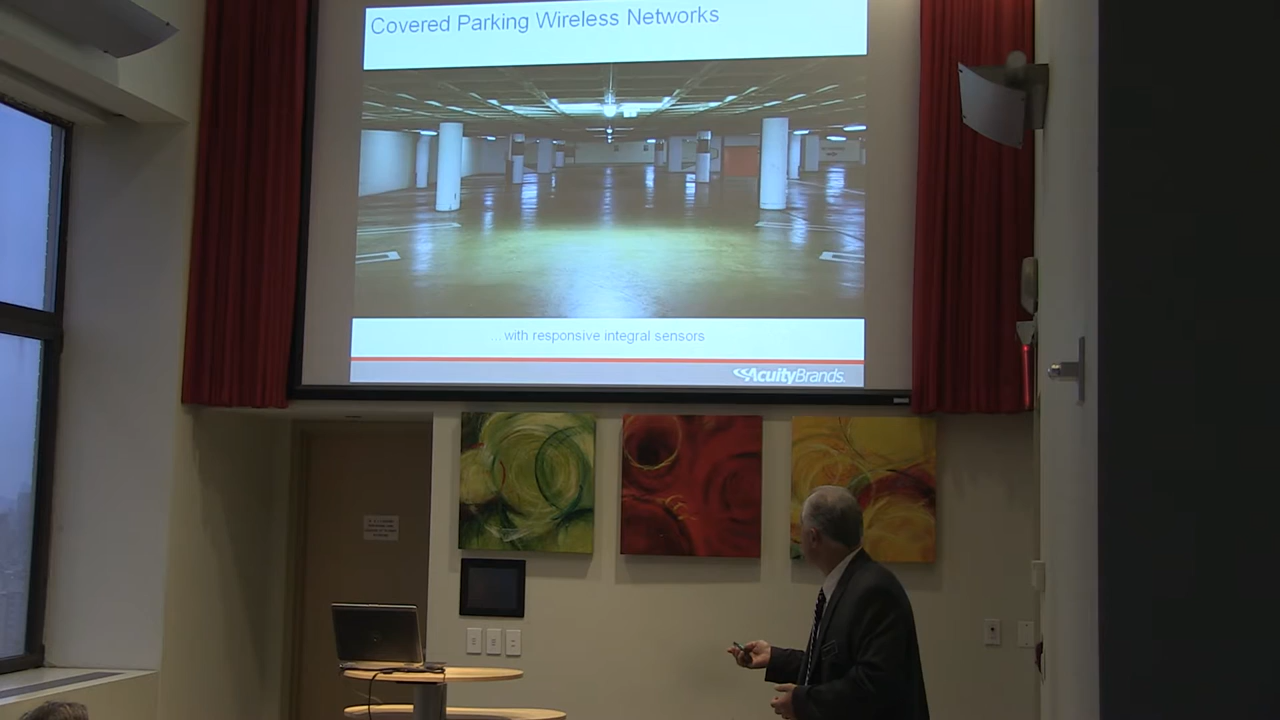 Covered Parking Wireless Networks
...with responsive integral sensors
AcuityBrands.